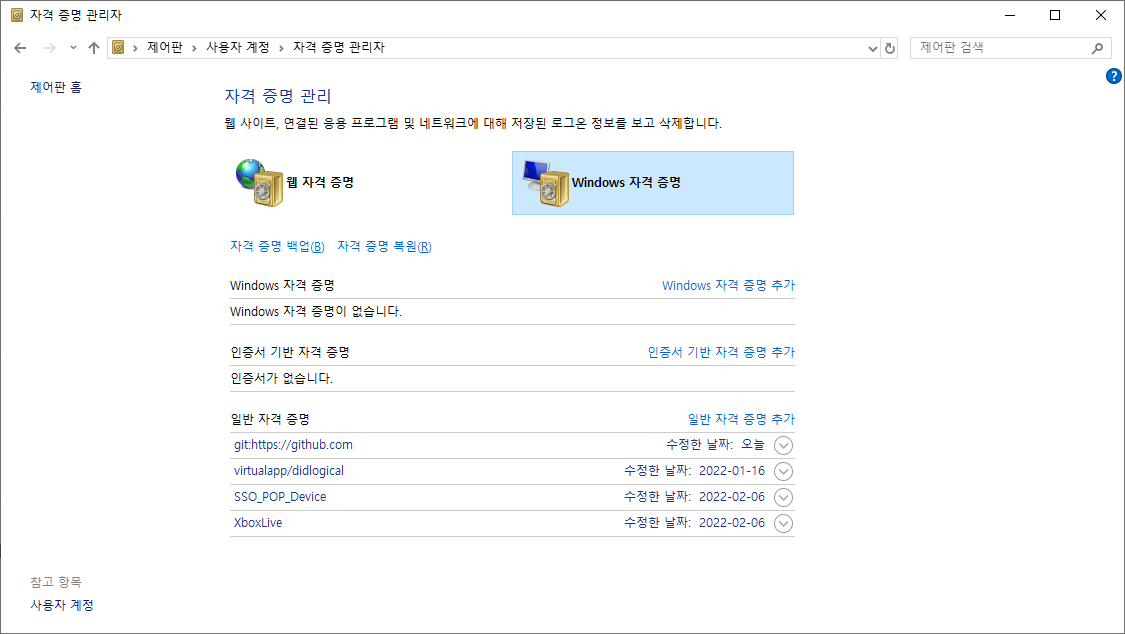 자격 증명 관리자
제어판 › 사용자 계정 › 자격 증명 관리자
제어판 검색
제어판 홈
자격 증명 관리
웹 사이트, 연결된 응용 프로그램 및 네트워크에 대해 저장된 로그온 정보를 보고 삭제합니다.
웹 자격 증명
Windows 자격 증명
자격 증명 백업(B) 자격 증명 복원(R)
Windows 자격 증명 Windows 자격 증명 추가
Windows 자격 증명이 없습니다.
인증서 기반 자격 증명 인증서 기반 자격 증명 추가
인증서가 없습니다.
일반 자격 증명 일반 자격 증명 추가
git:https://github.com 수정한 날짜: 오늘
virtualapp/didlogical 수정한 날짜: 2022-01-16
SSO_POP_Device 수정한 날짜: 2022-02-06
XboxLive 수정한 날짜: 2022-02-06
참고 항목
사용자 계정